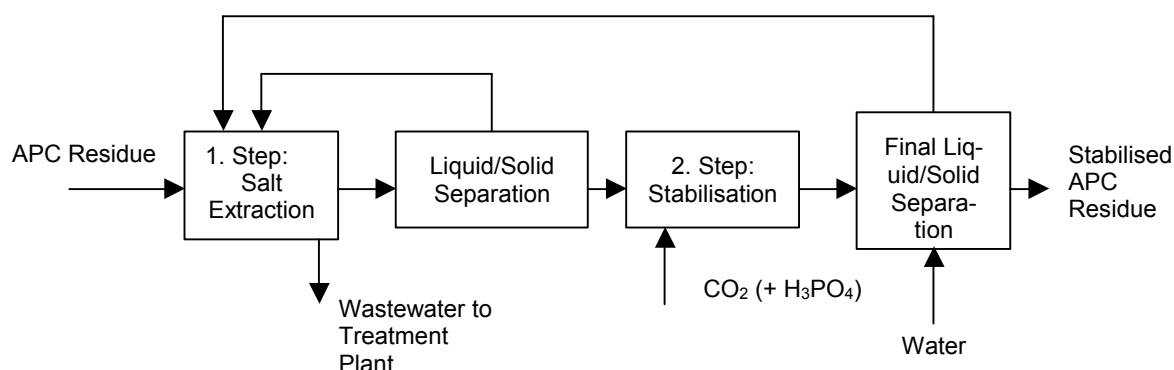 APC Residue
1. Step:
Salt
Extraction
Liquid/Solid
Separation
2. Step:
Stabilisation
Final Liq-
uid/Solid
Separa-
tion
Stabilised
APC
Residue
Wastewater to
Treatment
Plant
CO₂ (+ H₃PO₄)
Water